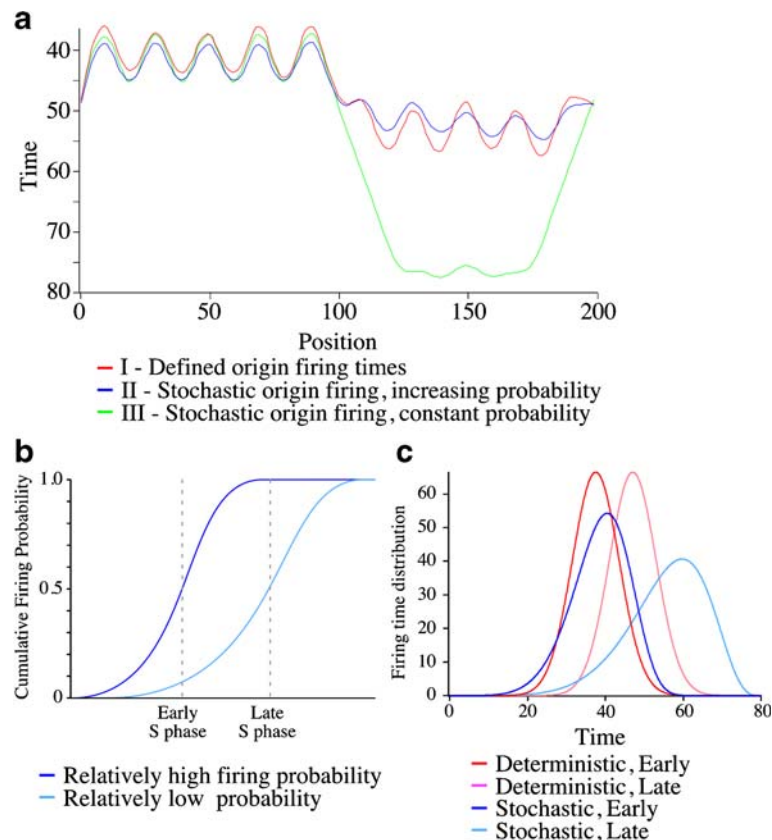 a
40
50
60
70
80
Time
0
50
100
150
200
Position
I - Defined origin firing times
II - Stochastic origin firing, increasing probability
III - Stochastic origin firing, constant probability
b
1.0
0.5
0
Cumulative Firing Probability
Early
S phase
Late
S phase
Relatively high firing probability
Relatively low probability
c
60
50
40
30
20
10
0
Firing time distribution
0
20
40
60
80
Time
Deterministic, Early
Deterministic, Late
Stochastic, Early
Stochastic, Late